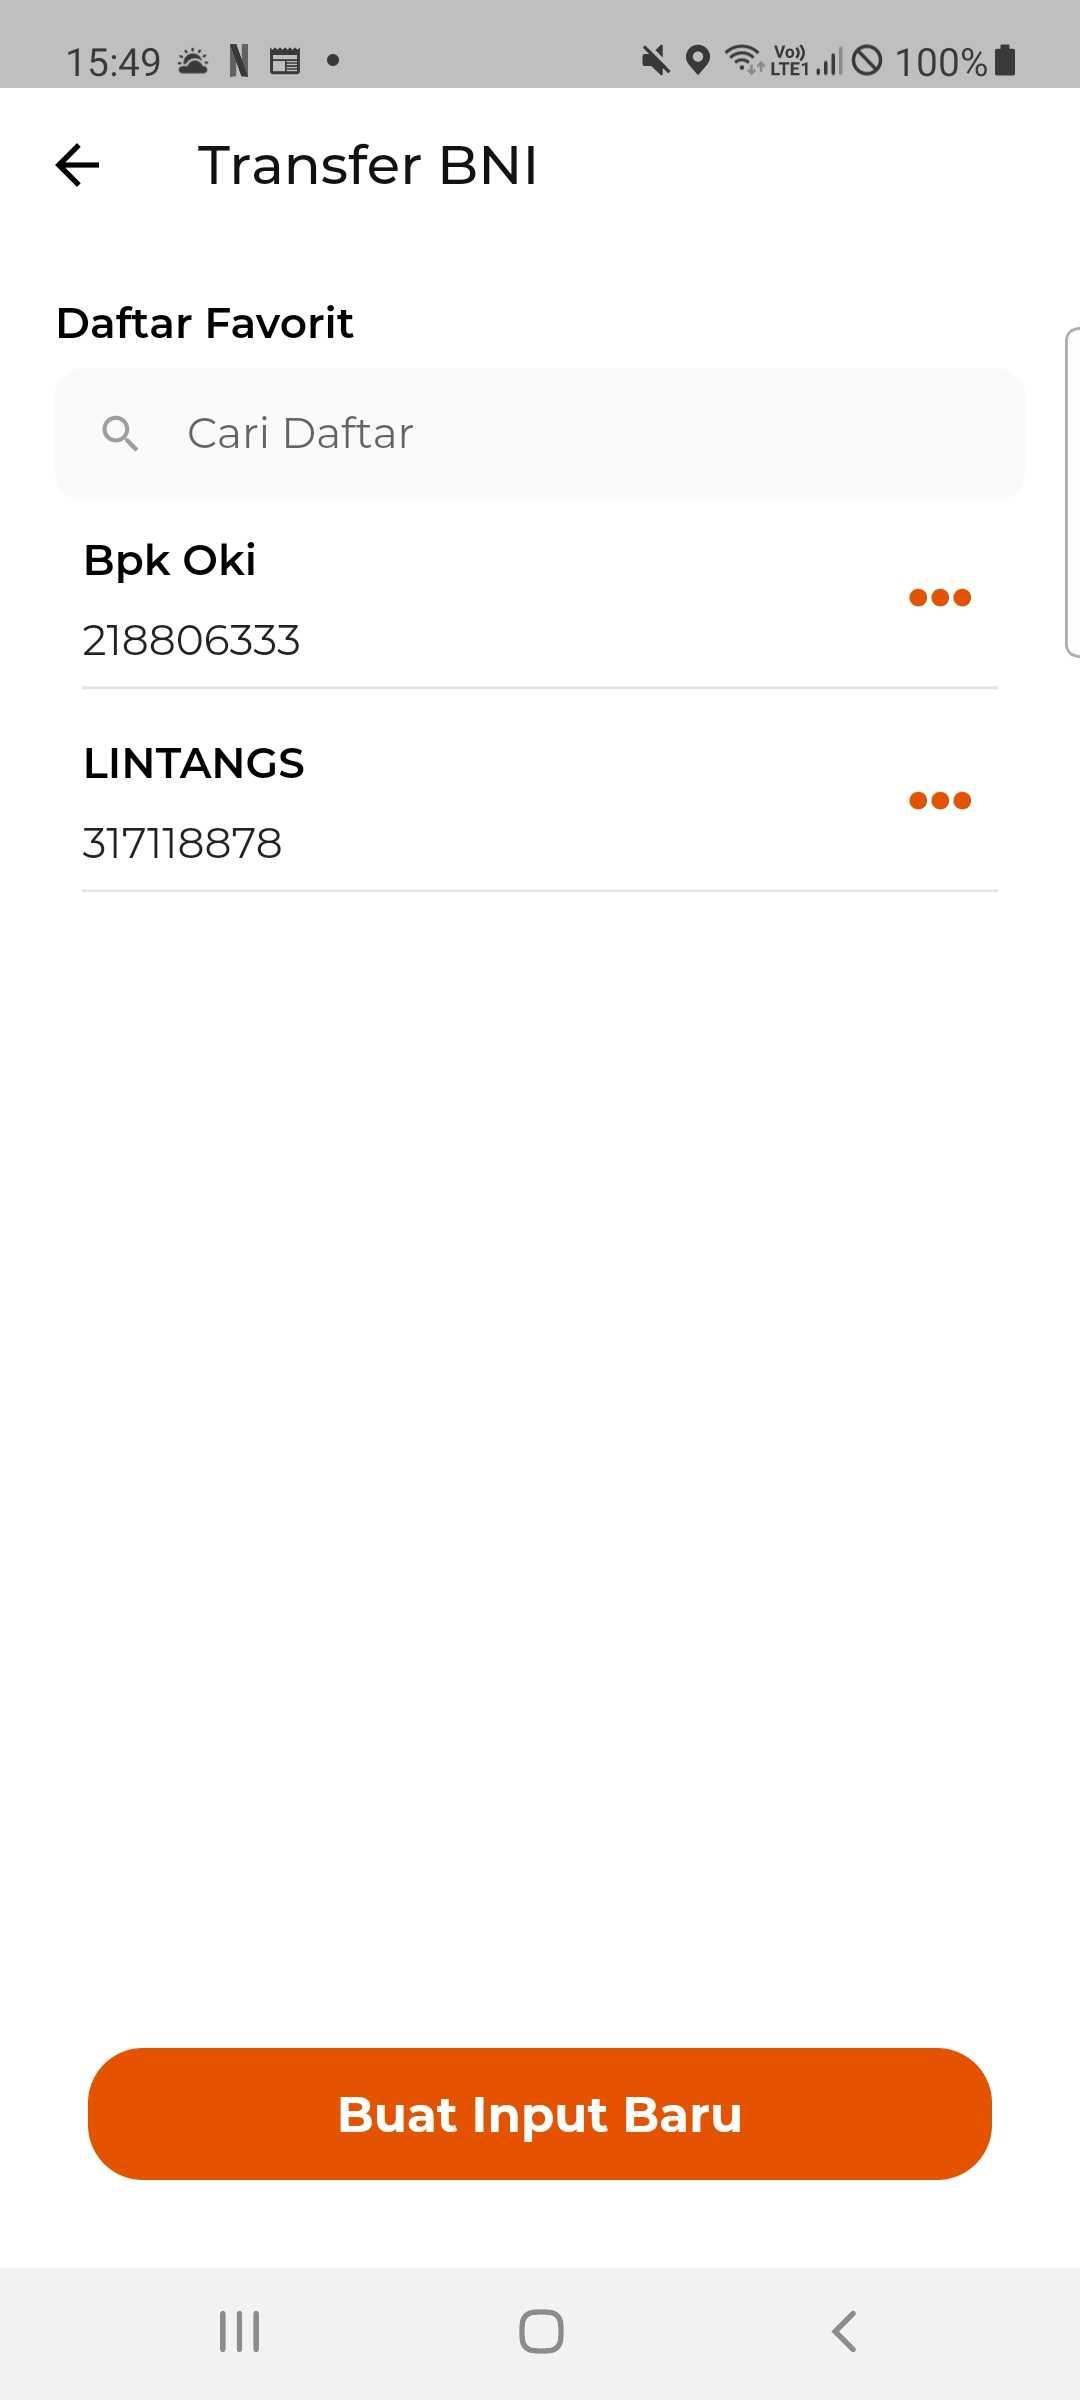 15:49
Vo)) LTE1 100%
Transfer BNI
Daftar Favorit
Cari Daftar
Bpk Oki
218806333
LINTANGS
317118878
Buat Input Baru